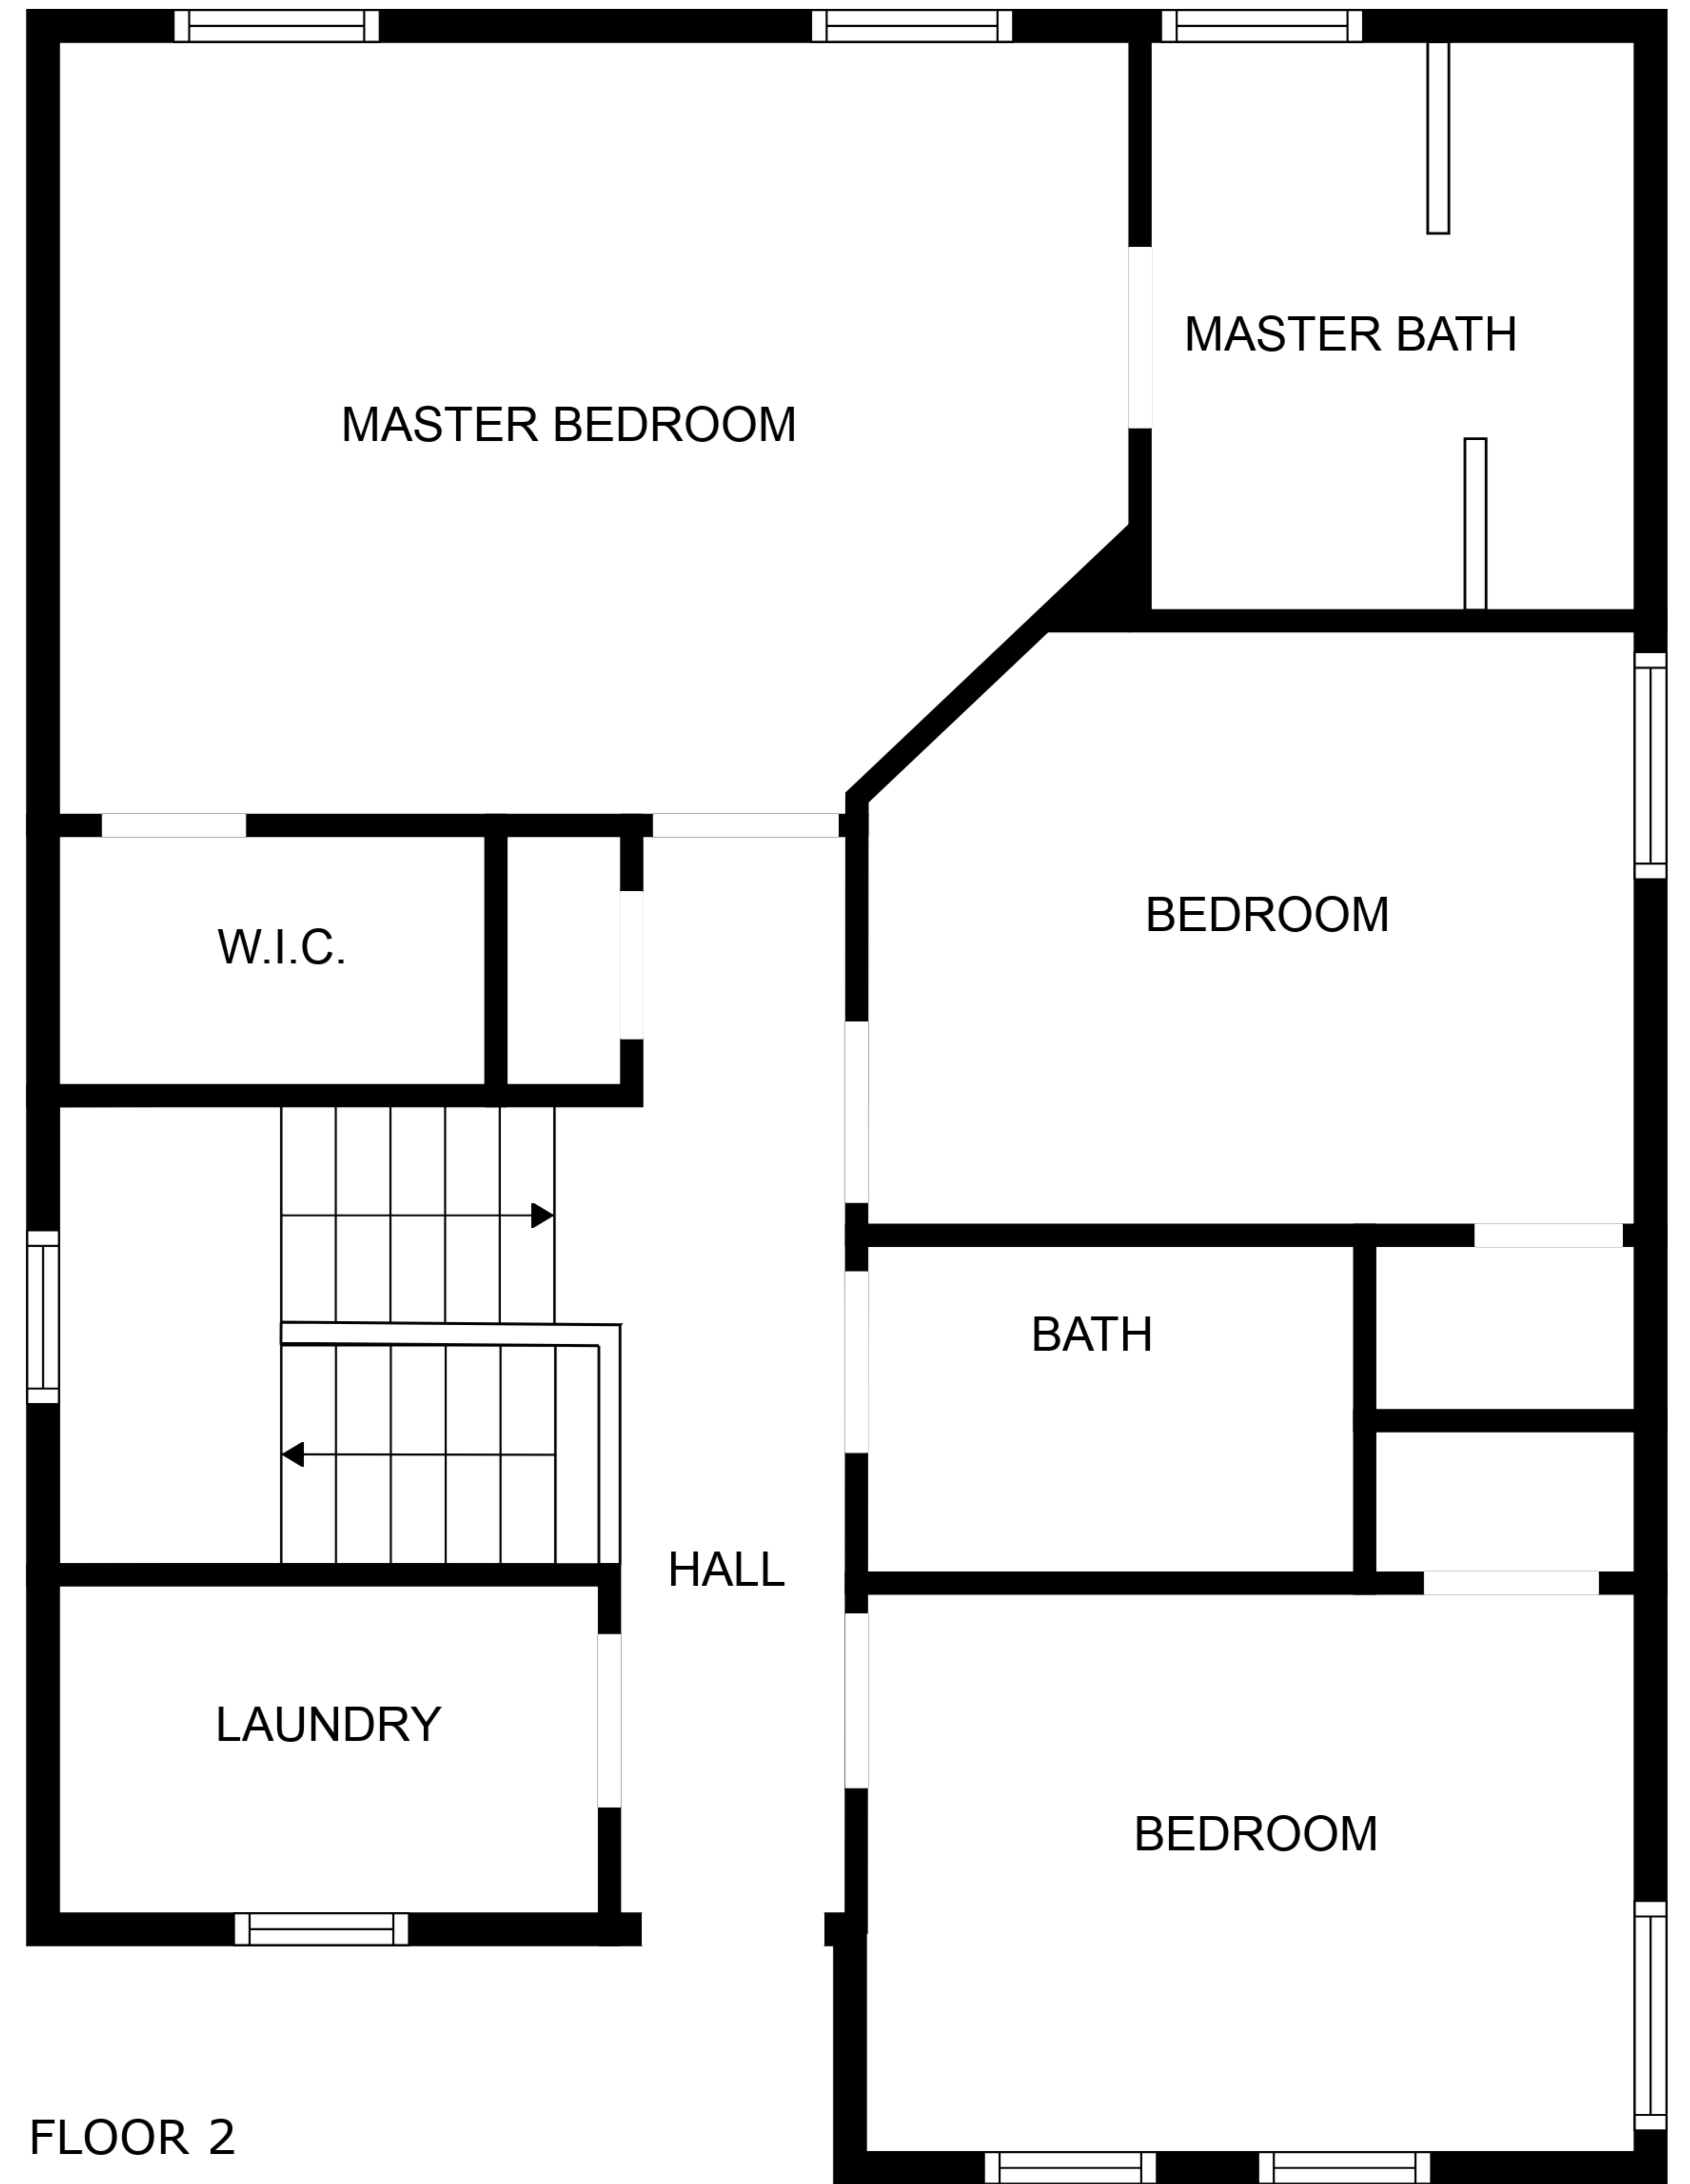 MASTER BATH
MASTER BEDROOM
BEDROOM
W.I.C.
BATH
HALL
LAUNDRY
BEDROOM
FLOOR 2